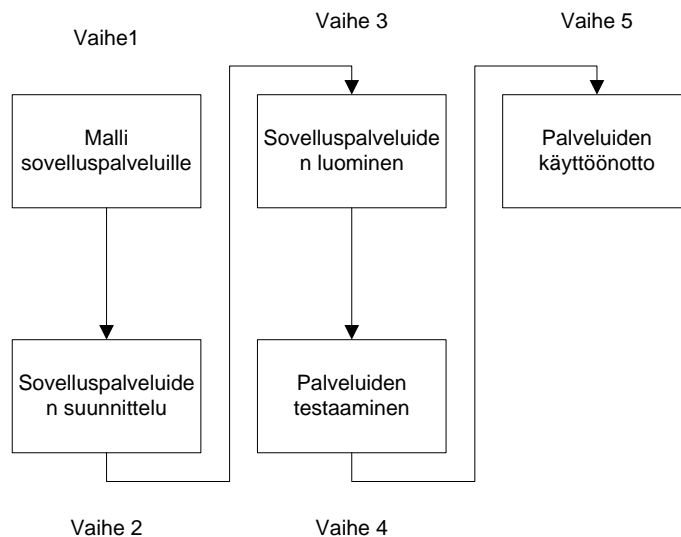 Vaihe1
Malli
sovelluspalveluille
Sovelluspalveluide
n suunnittelu
Vaihe 2
Vaihe 3
Sovelluspalveluide
n luominen
Palveluiden
testaaminen
Vaihe 4
Vaihe 5
Palveluiden
käyttöönotto